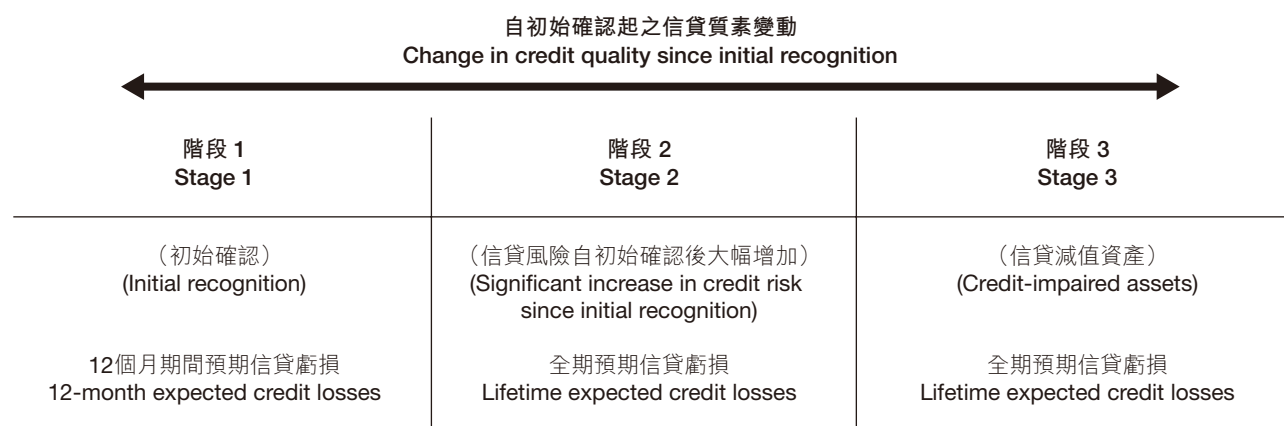 自初始確認起之信貸質素變動
Change in credit quality since initial recognition
階段 1
Stage 1
階段 2
Stage 2
階段 3
Stage 3
（初始確認）
(Initial recognition)
（信貸風險自初始確認後大幅增加）
(Significant increase in credit risk
since initial recognition)
（信貸減值資產）
(Credit-impaired assets)
12個月期間預期信貸虧損
12-month expected credit losses
全期預期信貸虧損
Lifetime expected credit losses
全期預期信貸虧損
Lifetime expected credit losses